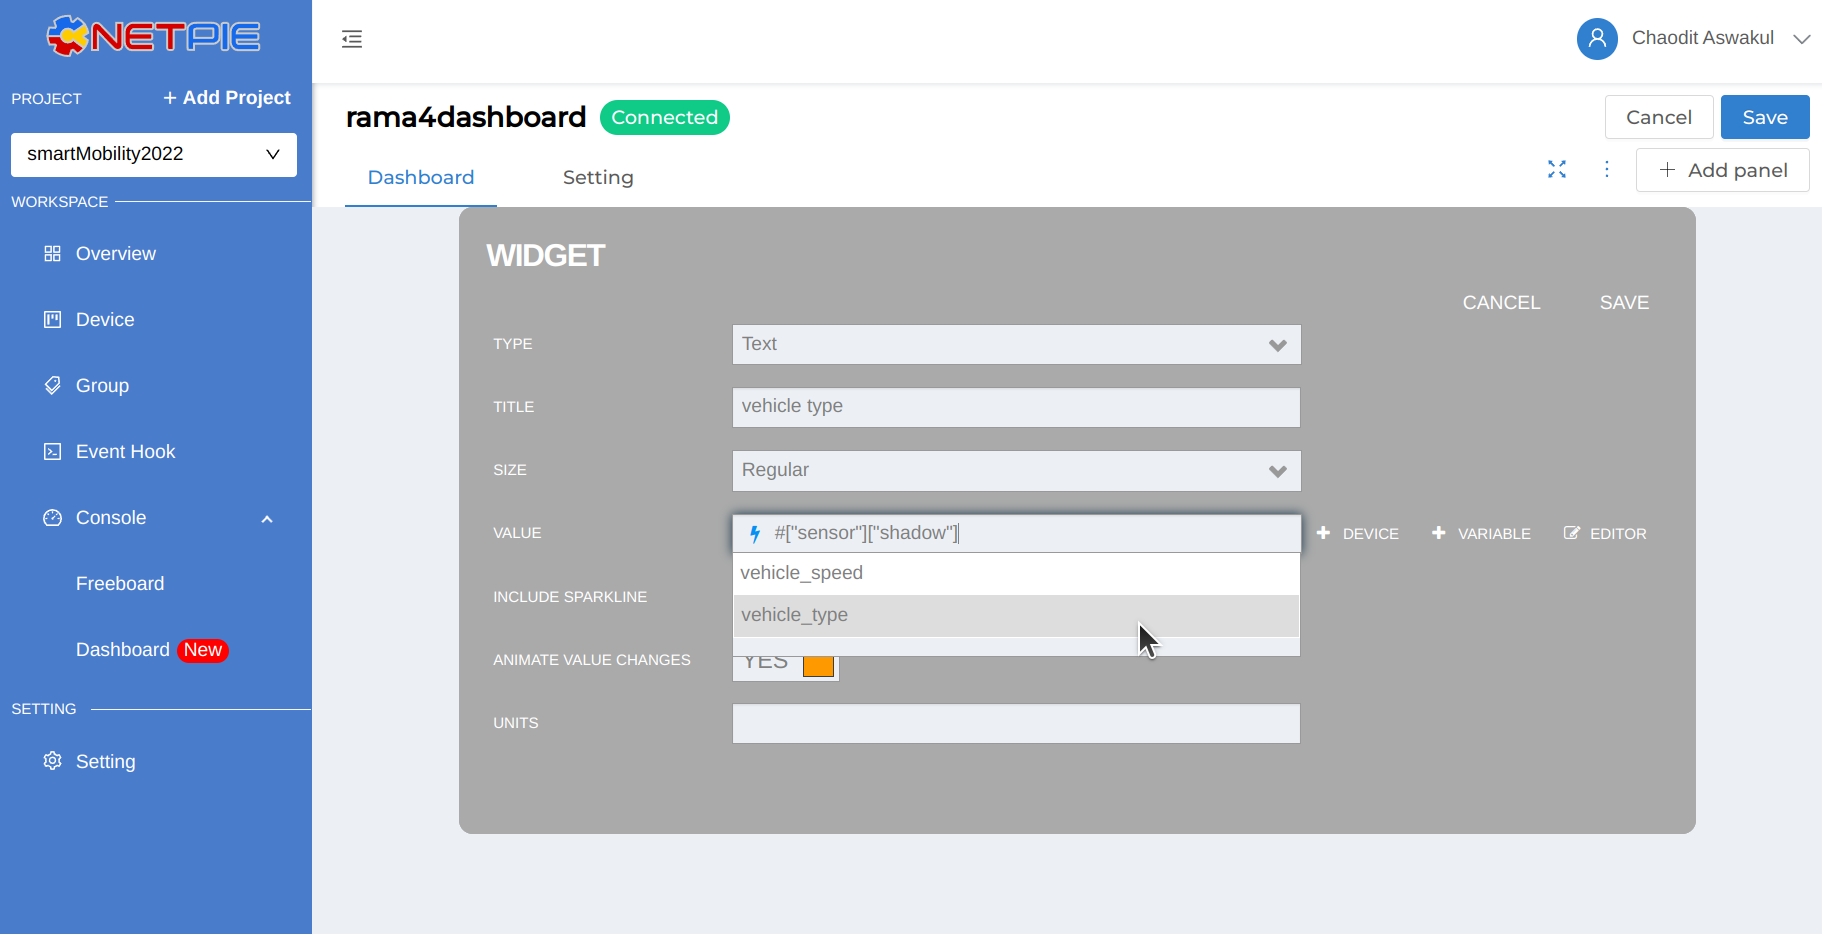 NETPIE
Chaodit Aswakul
PROJECT
+ Add Project
smartMobility2022
WORKSPACE
Overview
Device
Group
Event Hook
Console
Freeboard
Dashboard New
SETTING
Setting
rama4dashboard Connected
Cancel Save
Dashboard Setting
+ Add panel
WIDGET
CANCEL SAVE
TYPE Text
TITLE vehicle type
SIZE Regular
VALUE #["sensor"]["shadow"] + DEVICE + VARIABLE EDITOR
vehicle_speed
INCLUDE SPARKLINE
vehicle_type
ANIMATE VALUE CHANGES YES
UNITS